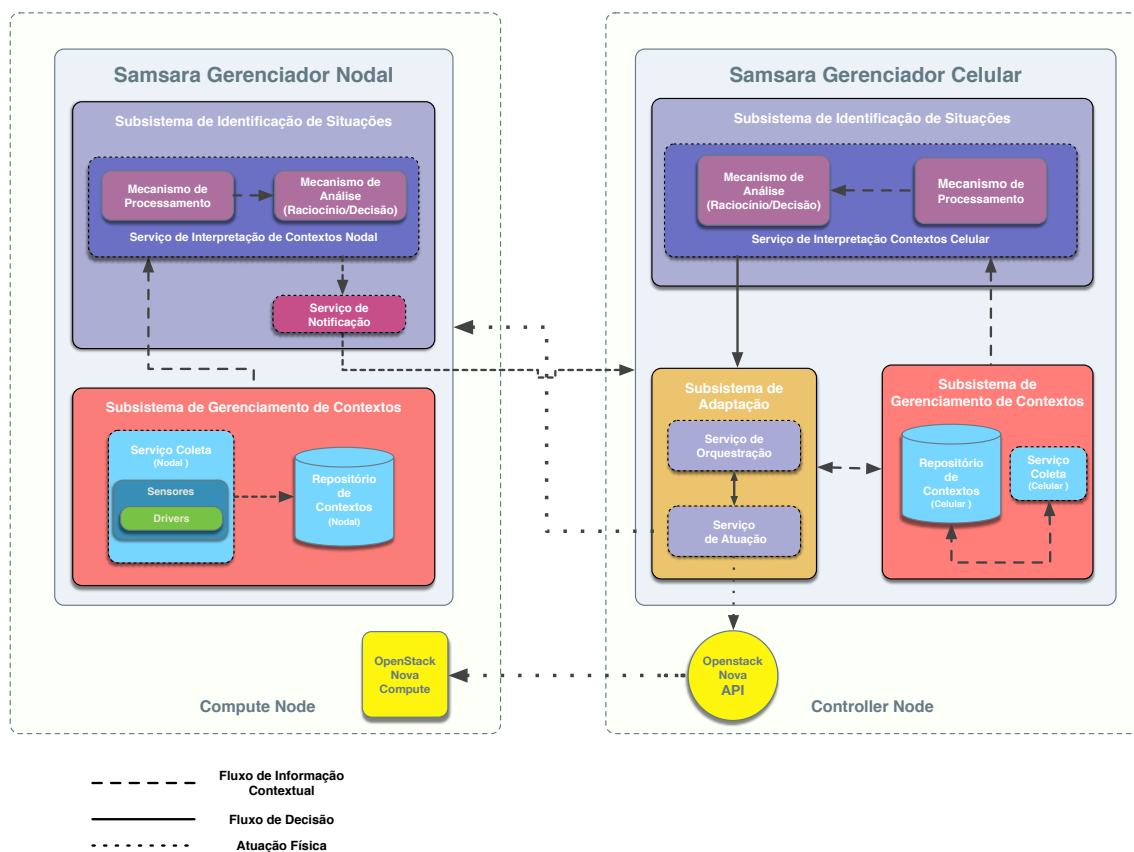 Samsara Gerenciador Nodal
Subsistema de Identificação de Situações
Mecanismo de
Processamento
Mecanismo de
Análise
(Raciocínio/Decisão)
Serviço de Interpretação de Contextos Nodal
Serviço de
Notificação
Subsistema de Gerenciamento de Contextos
Serviço Coleta
(Nodal )
Sensores
Drivers
Repositório
de
Contextos
(Nodal)
OpenStack
Nova
Compute
Compute Node
Samsara Gerenciador Celular
Subsistema de Identificação de Situações
Mecanismo de
Análise
(Raciocínio/Decisão)
Mecanismo de
Processamento
Serviço de Interpretação Contextos Celular
Subsistema de
Adaptação
Serviço de
Orquestração
Serviço
de Atuação
Subsistema de
Gerenciamento de Contextos
Repositório
de
Contextos
(Celular )
Serviço
Coleta
(Celular )
Openstack
Nova
API
Controller Node
Fluxo de Informação
Contextual
Fluxo de Decisão
Atuação Física